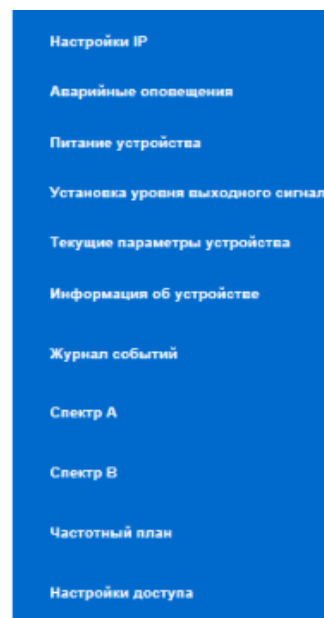 Настройки IP
Аварийные оповещения
Питание устройства
Установка уровня выходного сигнал
Текущие параметры устройства
Информация об устройстве
Журнал событий
Спектр А
Спектр В
Частотный план
Настройки доступа